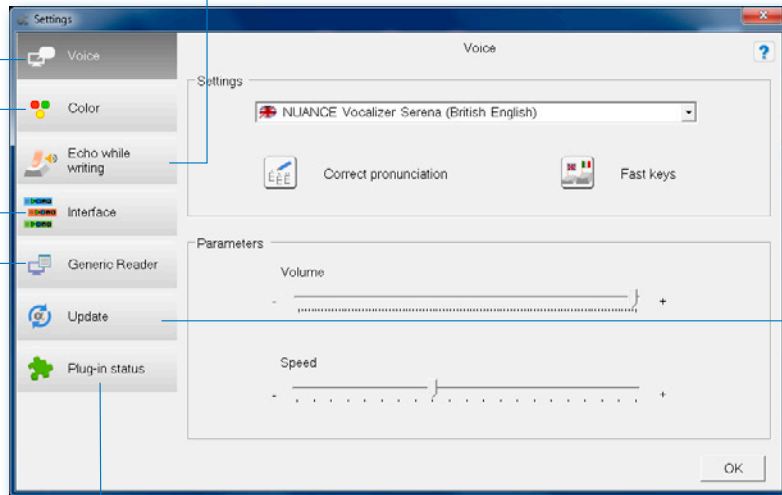 Settings
Voice
Color
Echo while
writing
Interface
Generic Reader
Update
Plug-in status
Voice
?
Settings
NUANCE Vocalizer Serena (British English)
Correct pronunciation
Fast keys
Parameters
Volume
- +
Speed
- +
OK